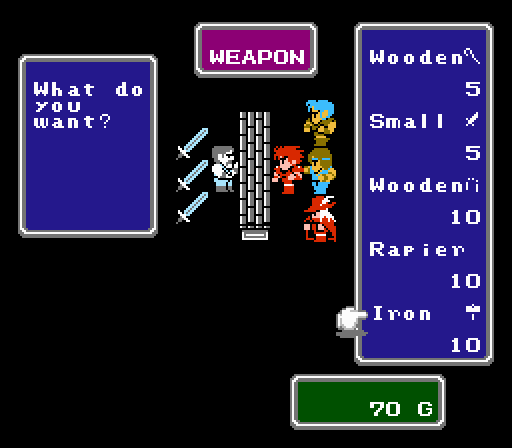 WEAPON
What do
you
want?
Wooden
5
Small
5
Wooden
10
Rapier
10
Iron
10
70 G